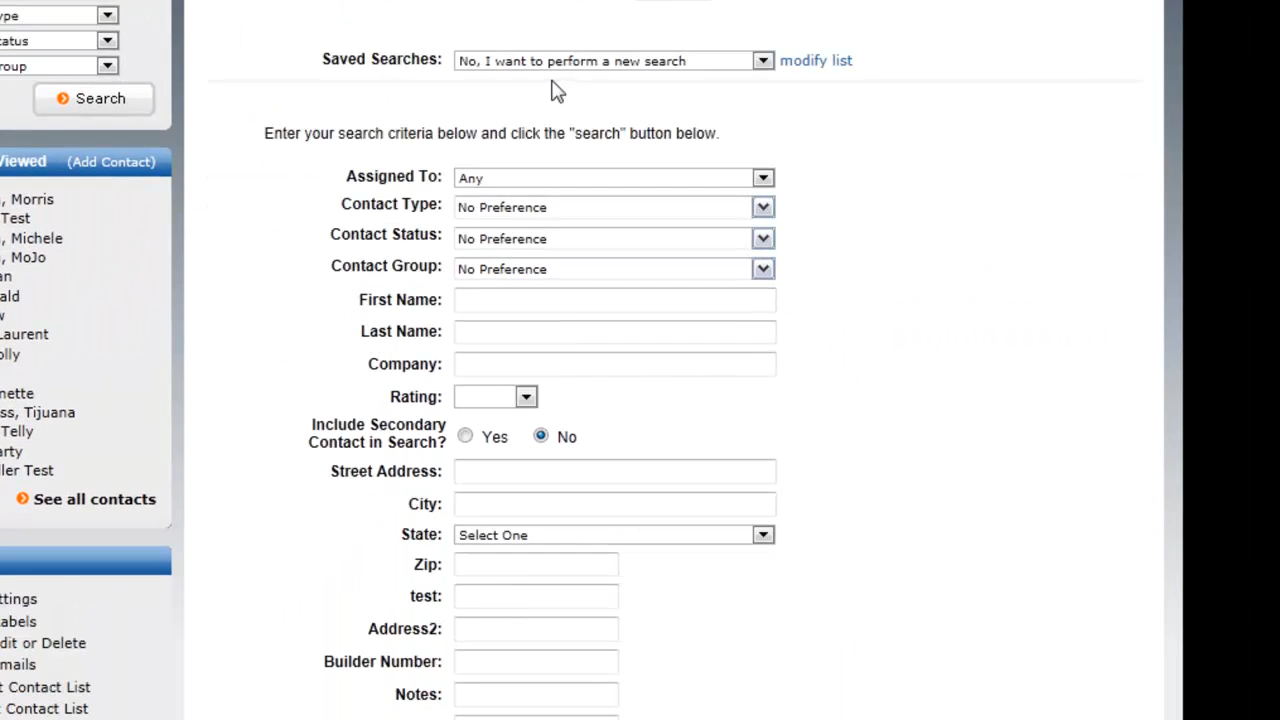 ype
tatus
roup
Search
Viewed (Add Contact)
, Morris
Test
, Michele
, MoJo
an
ald
w
Laurent
olly
nette
ss, Tijuana
Telly
arty
ller Test
See all contacts
ttings
abels
dit or Delete
mails
t Contact List
t Contact List
Saved Searches: No, I want to perform a new search modify list
Enter your search criteria below and click the "search" button below.
Assigned To: Any
Contact Type: No Preference
Contact Status: No Preference
Contact Group: No Preference
First Name:
Last Name:
Company:
Rating:
Include Secondary
Contact in Search? Yes No
Street Address:
City:
State: Select One
Zip:
test:
Address2:
Builder Number:
Notes: